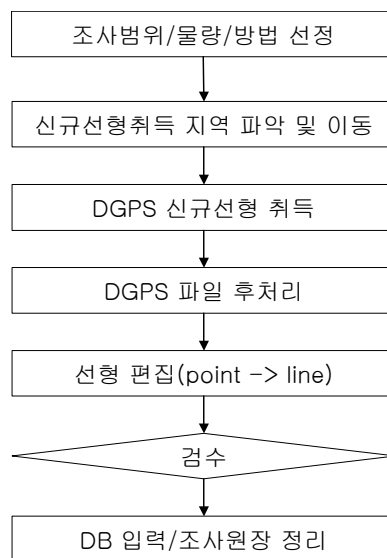 조사범위/물량/방법 선정
신규선형취득 지역 파악 및 이동
DGPS 신규선형 취득
DGPS 파일 후처리
선형 편집(point -> line)
검수
DB 입력/조사원장 정리